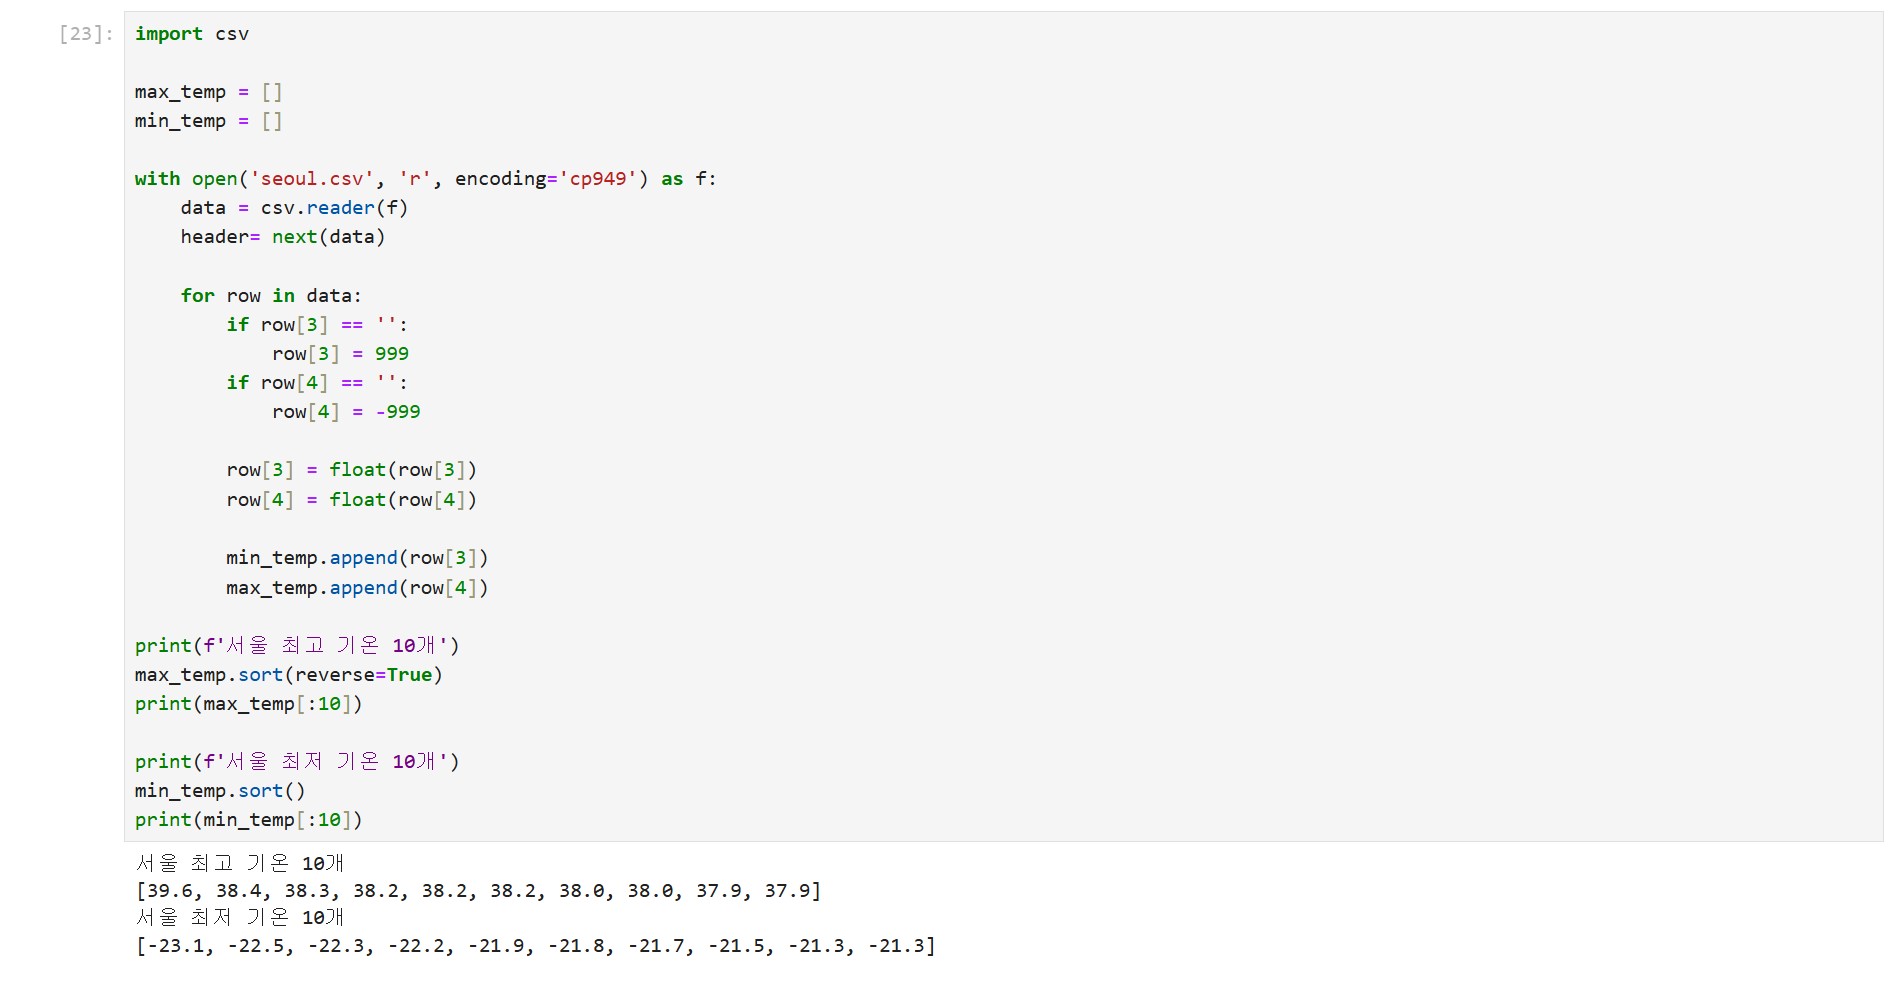 [23]:
import csv
max_temp = []
min_temp = []
with open('seoul.csv', 'r', encoding='cp949') as f:
    data = csv.reader(f)
    header= next(data)
    for row in data:
        if row[3] == '':
            row[3] = 999
        if row[4] == '':
            row[4] = -999
        row[3] = float(row[3])
        row[4] = float(row[4])
        min_temp.append(row[3])
        max_temp.append(row[4])
print(f'서울 최고 기온 10개')
max_temp.sort(reverse=True)
print(max_temp[:10])
print(f'서울 최저 기온 10개')
min_temp.sort()
print(min_temp[:10])
서울 최고 기온 10개
[39.6, 38.4, 38.3, 38.2, 38.2, 38.2, 38.0, 38.0, 37.9, 37.9]
서울 최저 기온 10개
[-23.1, -22.5, -22.3, -22.2, -21.9, -21.8, -21.7, -21.5, -21.3, -21.3]